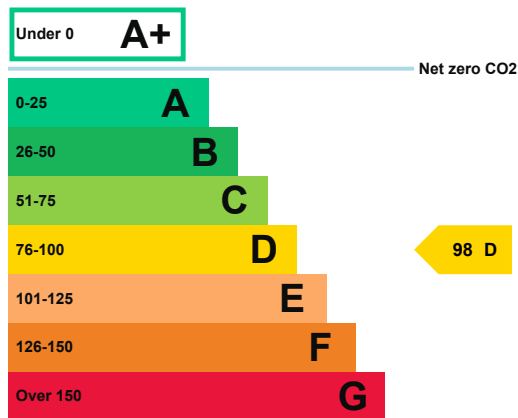 Under 0 A+
Net zero CO2
0-25 A
26-50 B
51-75 C
76-100 D
98 D
101-125 E
126-150 F
Over 150 G